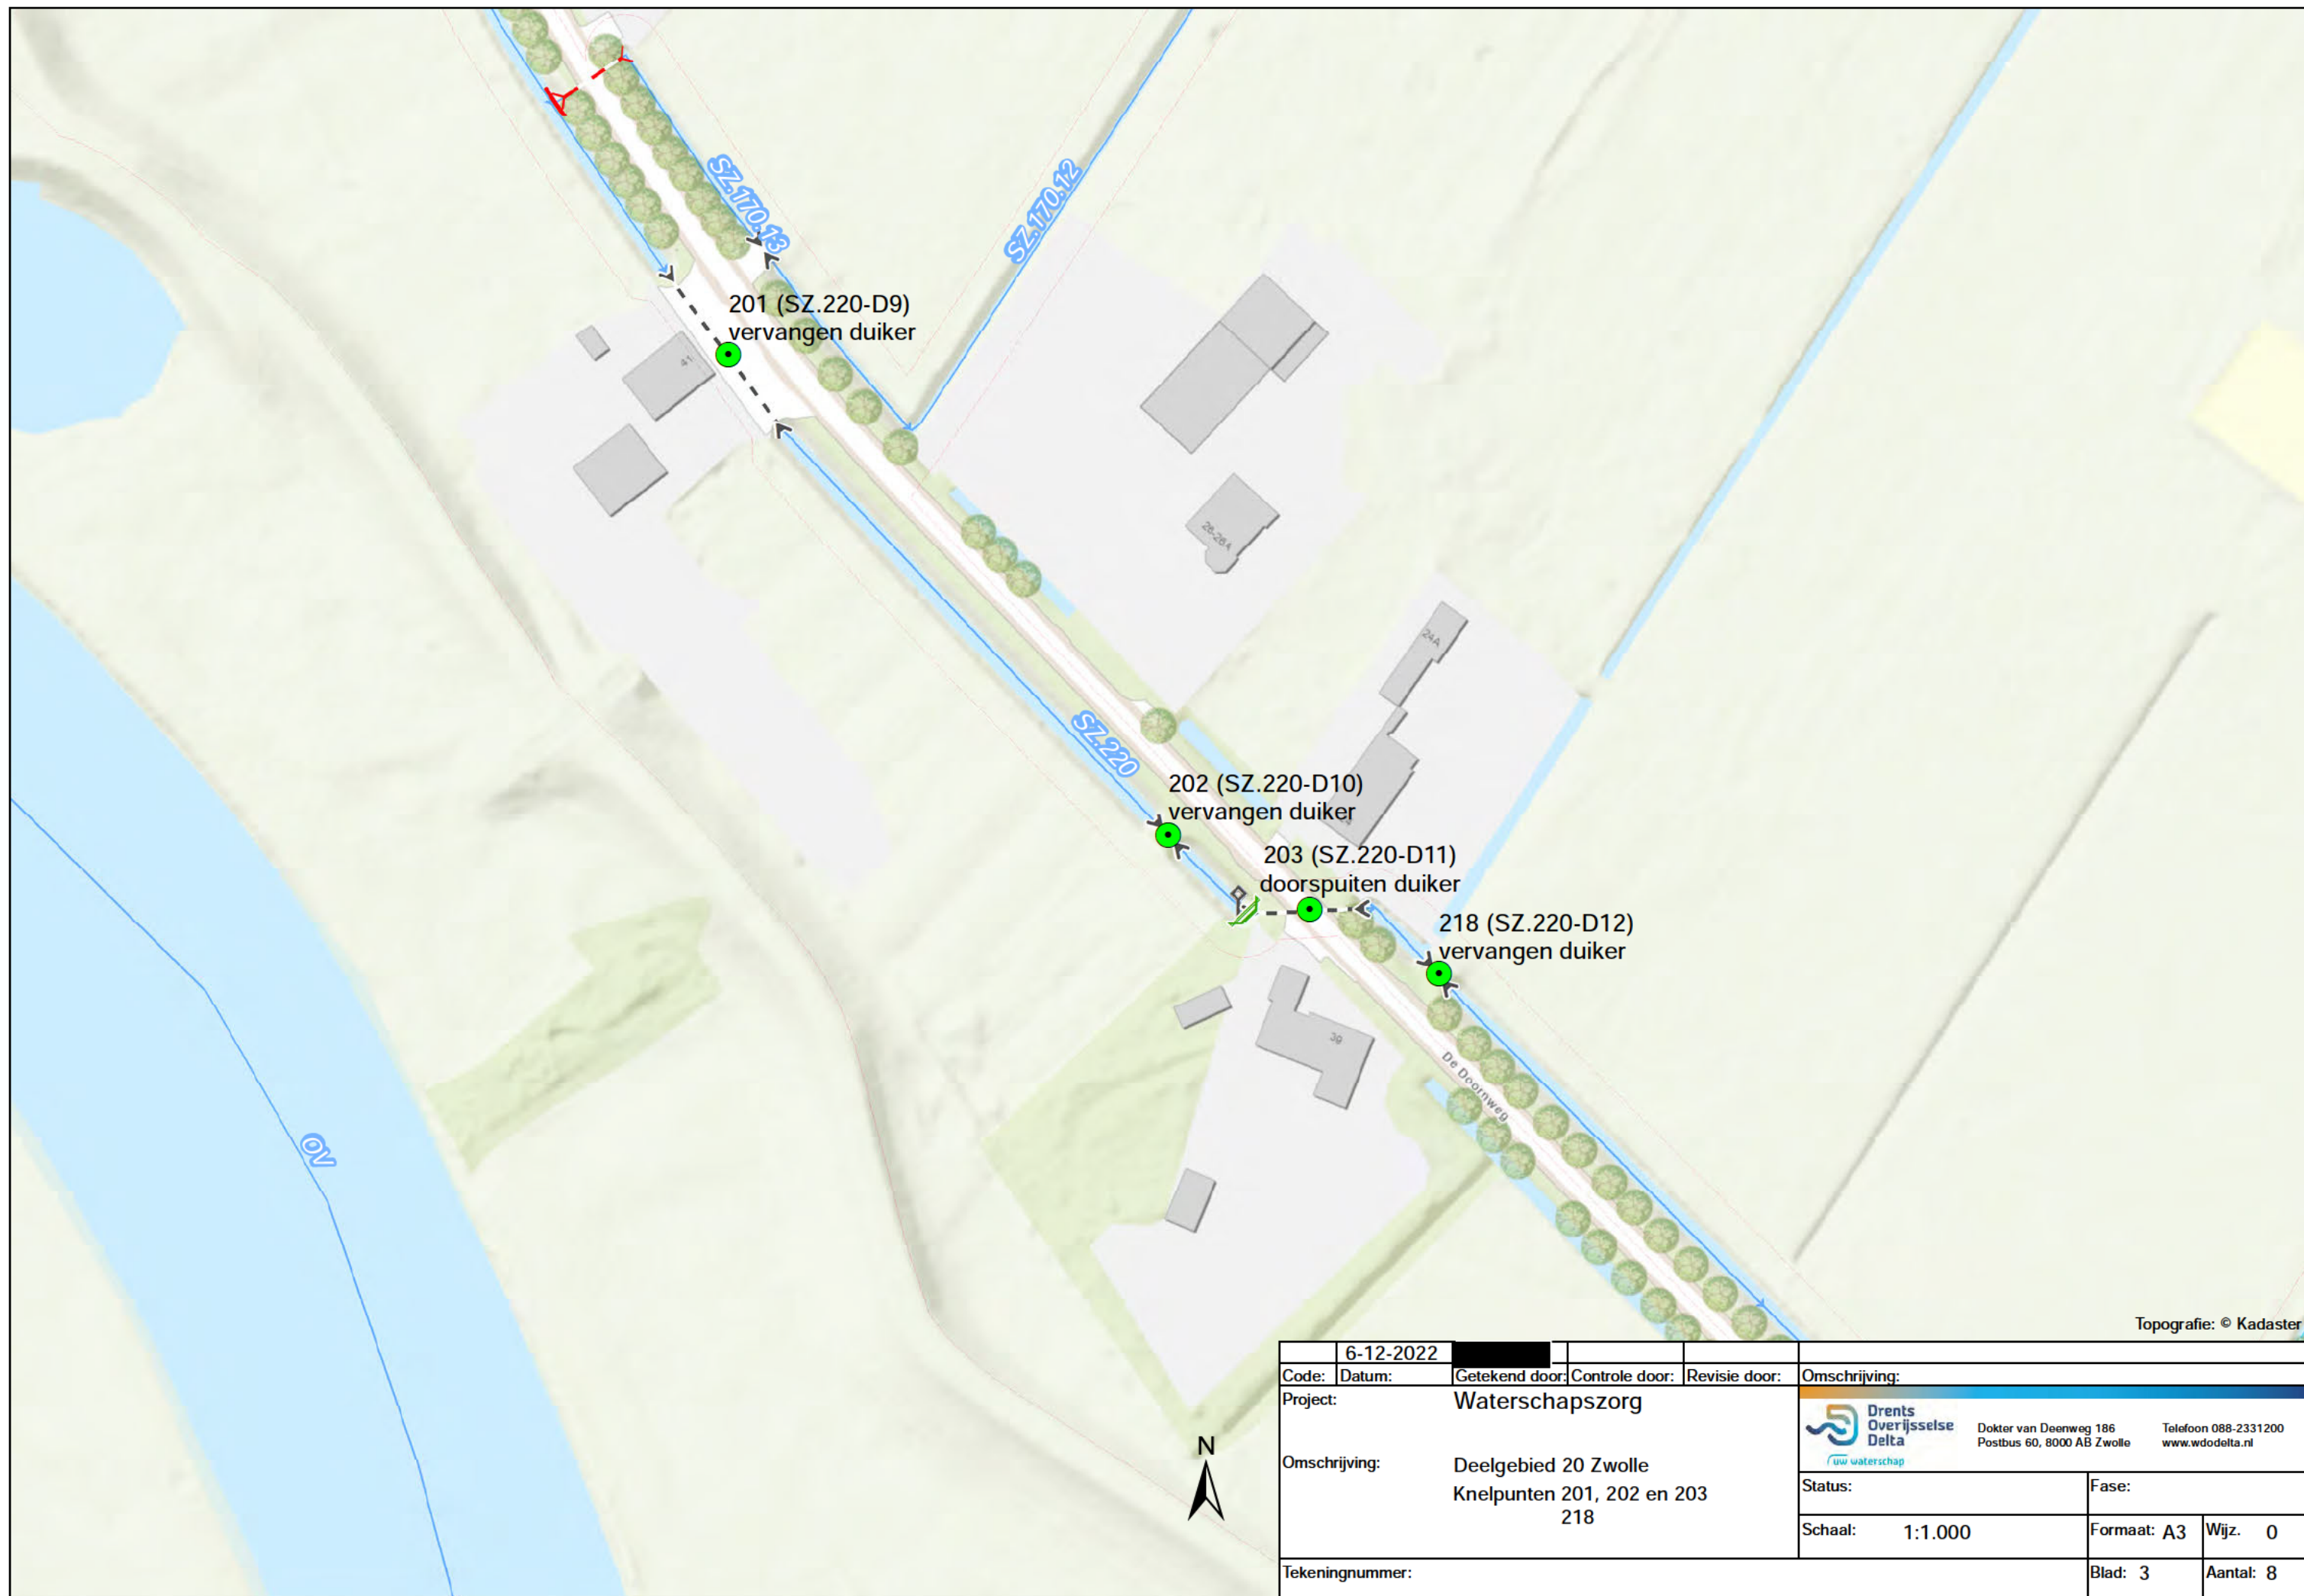 SZ.170.13
SZ.170.12
201 (SZ.220-D9)
vervangen duiker
41
26-26A
24A
SZ.220
202 (SZ.220-D10)
vervangen duiker
203 (SZ.220-D11)
doorspuiten duiker
218 (SZ.220-D12)
vervangen duiker
39
De Doornweg
OV
Topografie: © Kadaster
6-12-2022
Code: Datum: Getekend door: Controle door: Revisie door: Omschrijving:
Project: Waterschapszorg
Drents
Overijsselse
Delta
uw waterschap
Dokter van Deenweg 186
Postbus 60, 8000 AB Zwolle
Telefoon 088-2331200
www.wdodelta.nl
Omschrijving: Deelgebied 20 Zwolle
Knelpunten 201, 202 en 203
218
Status: Fase:
Schaal: 1:1.000 Formaat: A3 Wijz. 0
Tekeningnummer: Blad: 3 Aantal: 8
N